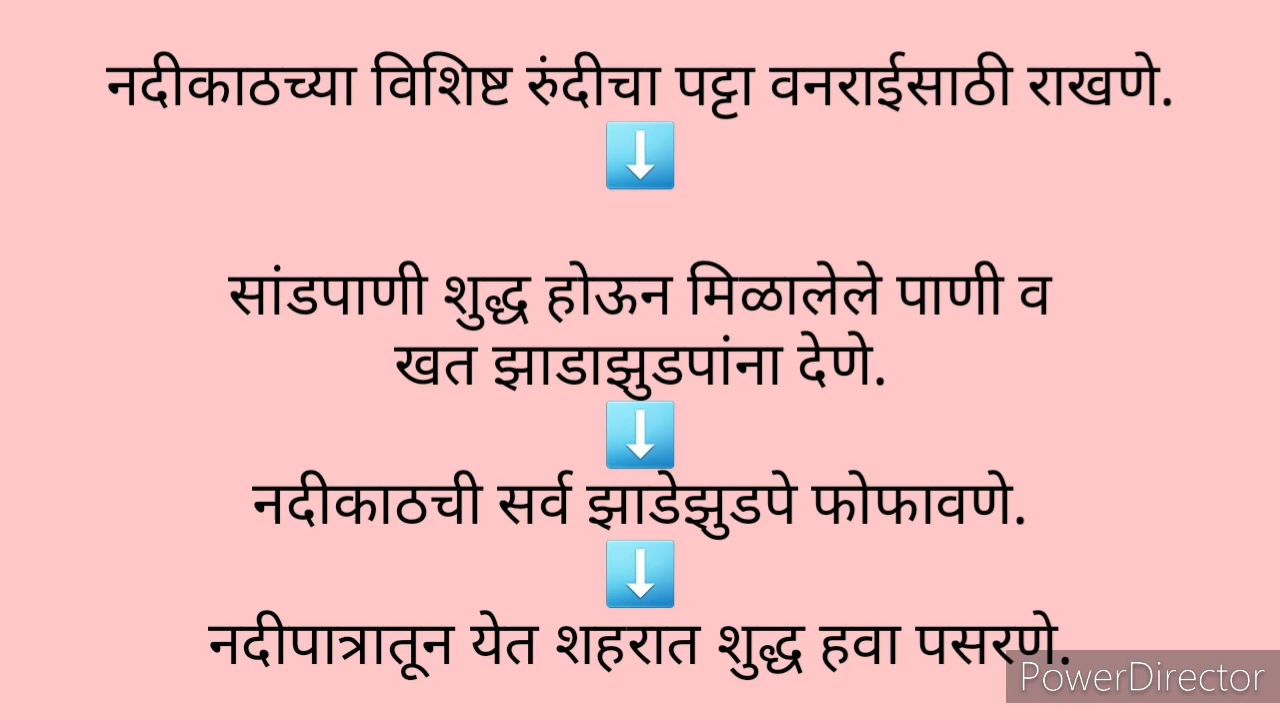 नदीकाठच्या विशिष्ट रुंदीचा पट्टा वनराईसाठी राखणे.
सांडपाणी शुद्ध होऊन मिळालेले पाणी व
खत झाडाझुडपांना देणे.
नदीकाठची सर्व झाडेझुडपे फोफावणे.
नदीपात्रातून येत शहरात शुद्ध हवा पसरणे.
PowerDirector